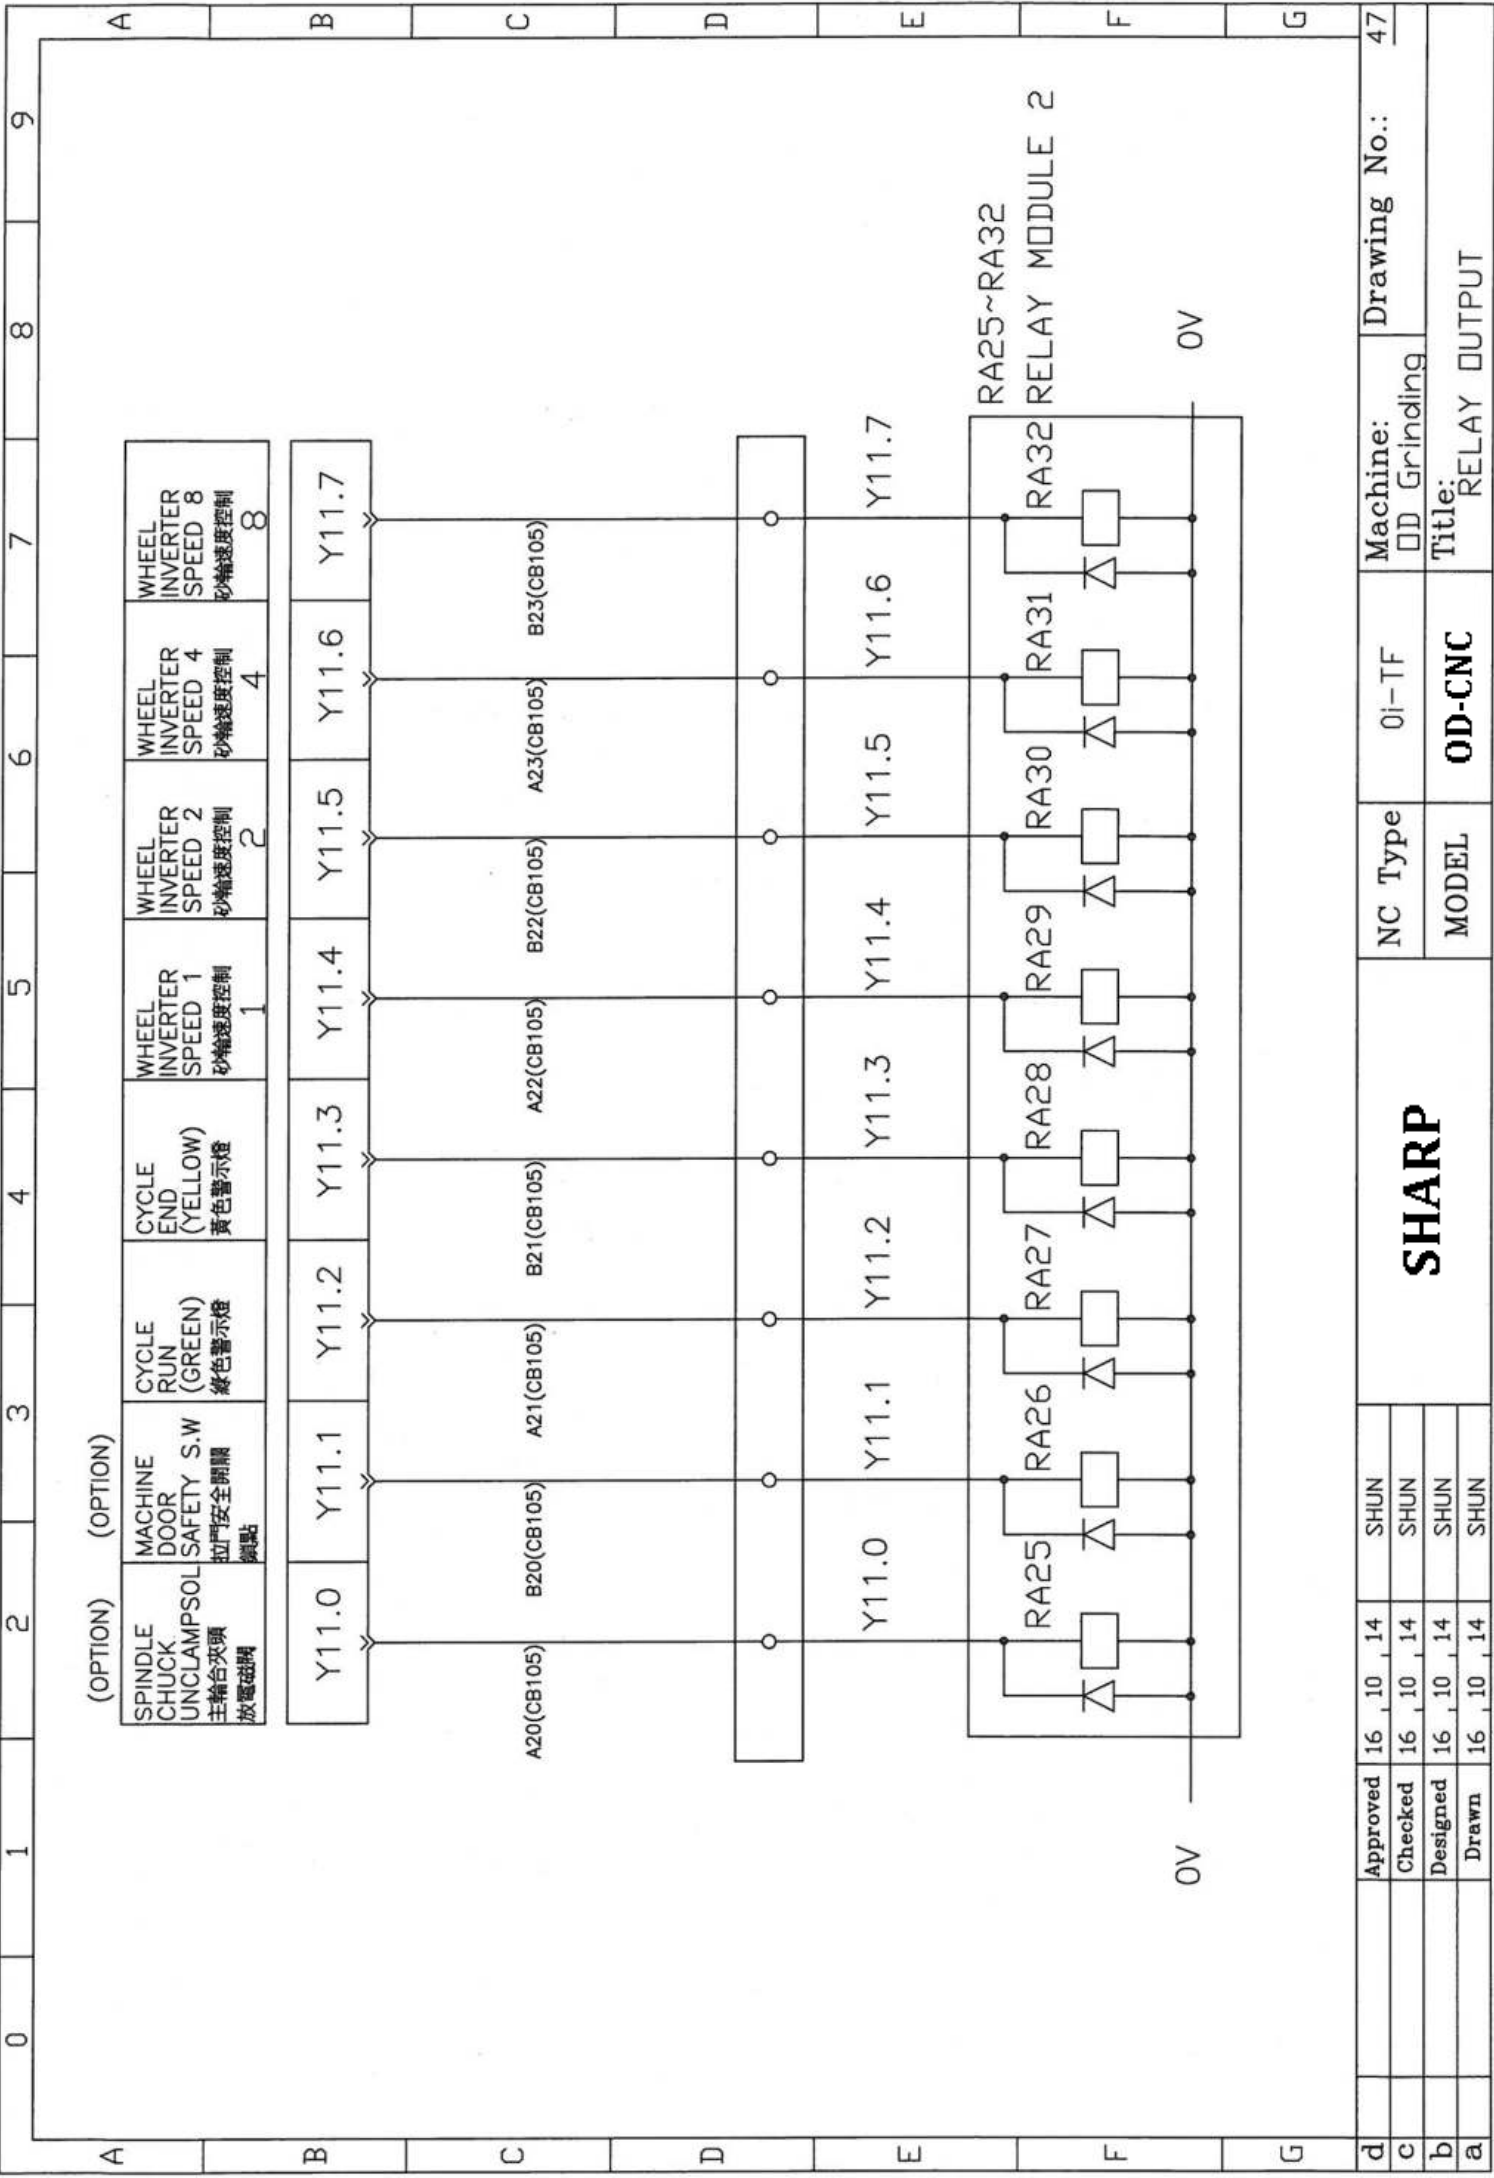 0 1 2 3 4 5 6 7 8 9
A A
B B
C C
D D
E E
F F
G G
(OPTION) (OPTION)
SPINDLE
CHUCK
UNCLAMPSOL
主輪台夾頭
放電磁閥
MACHINE
DOOR
SAFETY S.W
拉門安全開關
鎖點
CYCLE
RUN
(GREEN)
綠色警示燈
CYCLE
END
(YELLOW)
黃色警示燈
WHEEL
INVERTER
SPEED 1
砂輪速度控制
1
WHEEL
INVERTER
SPEED 2
砂輪速度控制
2
WHEEL
INVERTER
SPEED 4
砂輪速度控制
4
WHEEL
INVERTER
SPEED 8
砂輪速度控制
8
Y11.0 Y11.1 Y11.2 Y11.3 Y11.4 Y11.5 Y11.6 Y11.7
A20(CB105) B20(CB105) A21(CB105) B21(CB105) A22(CB105) B22(CB105) A23(CB105) B23(CB105)
Y11.0 Y11.1 Y11.2 Y11.3 Y11.4 Y11.5 Y11.6 Y11.7
RA25~RA32
RA25 RA26 RA27 RA28 RA29 RA30 RA31 RA32 RELAY MODULE 2
0V 0V
d Approved 16 , 10 , 14 SHUN
c Checked 16 , 10 , 14 SHUN
b Designed 16 , 10 , 14 SHUN
a Drawn 16 , 10 , 14 SHUN
SHARP
NC Type 0i-TF
MODEL OD-CNC
Machine:
OD Grinding
Drawing No.: 47
Title:
RELAY OUTPUT